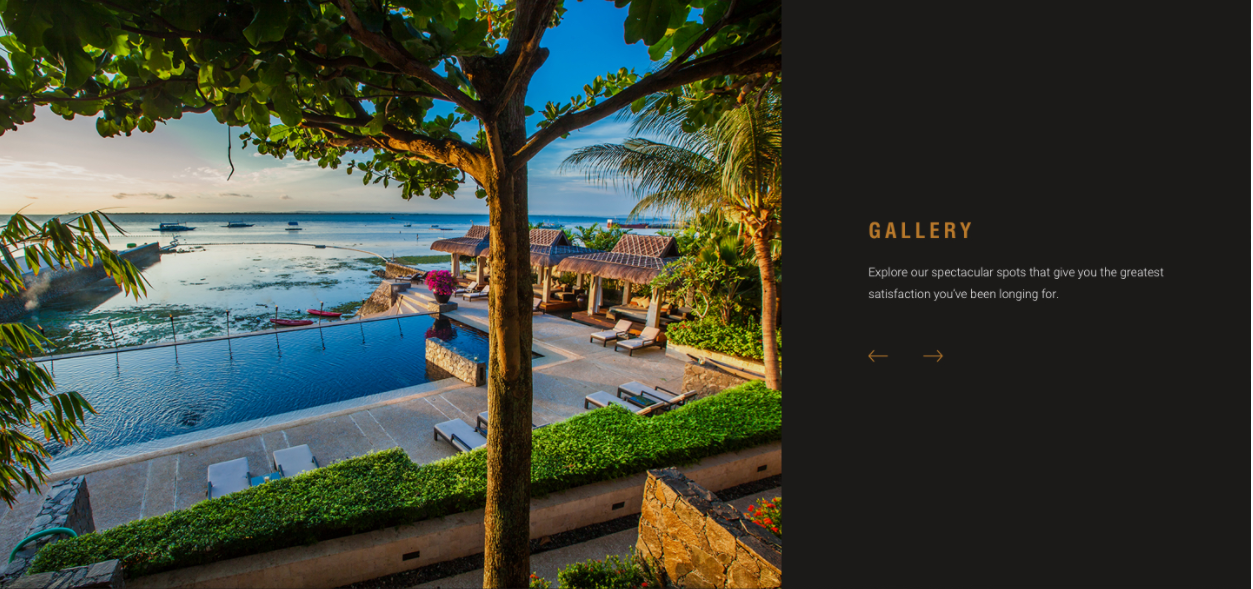 GALLERY
Explore our spectacular spots that give you the greatest
satisfaction you've been longing for.